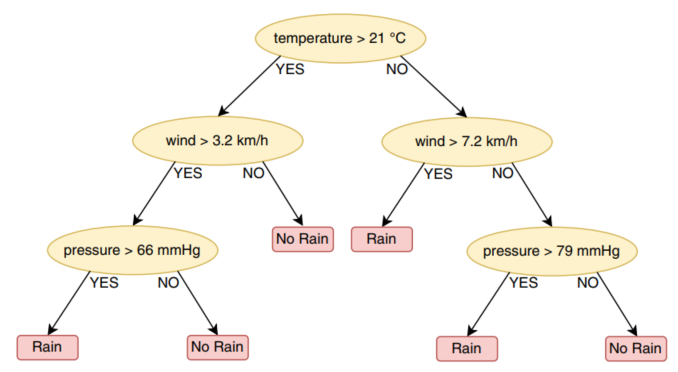 temperature > 21 °C
YES
NO
wind > 3.2 km/h
wind > 7.2 km/h
YES
NO
YES
NO
No Rain
Rain
pressure > 66 mmHg
pressure > 79 mmHg
YES
NO
YES
NO
Rain
No Rain
Rain
No Rain